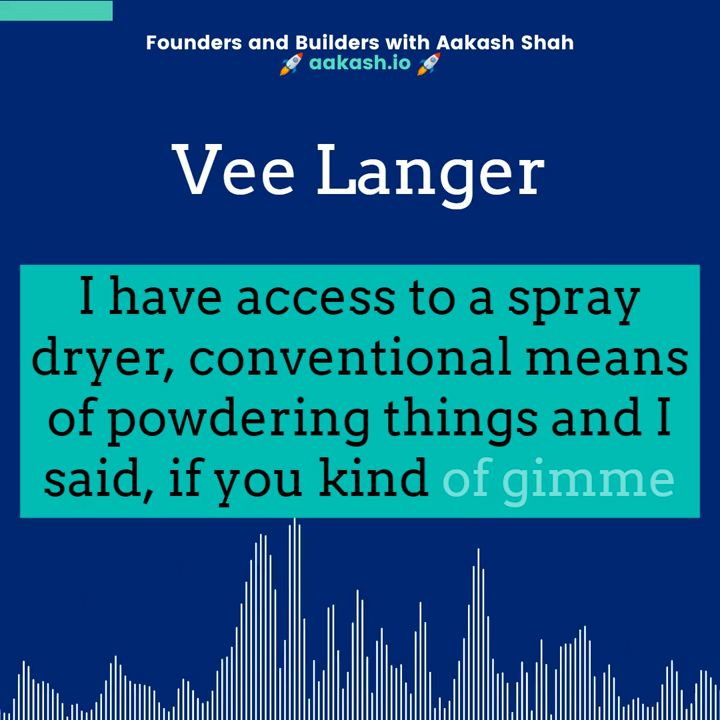 Founders and Builders with Aakash Shah
🚀 aakash.io 🚀
Vee Langer
I have access to a spray
dryer, conventional means
of powdering things and I
said, if you kind of gimme